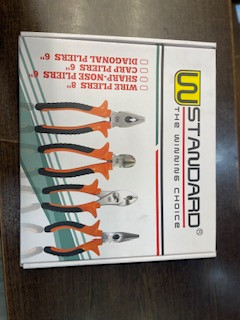 STANDARD®
THE WINNING CHOICE
WIRE PLIERS 8"
SHARP-NOSE PLIERS 6"
CARP PLIERS 6"
DIAGONAL PLIERS 6"